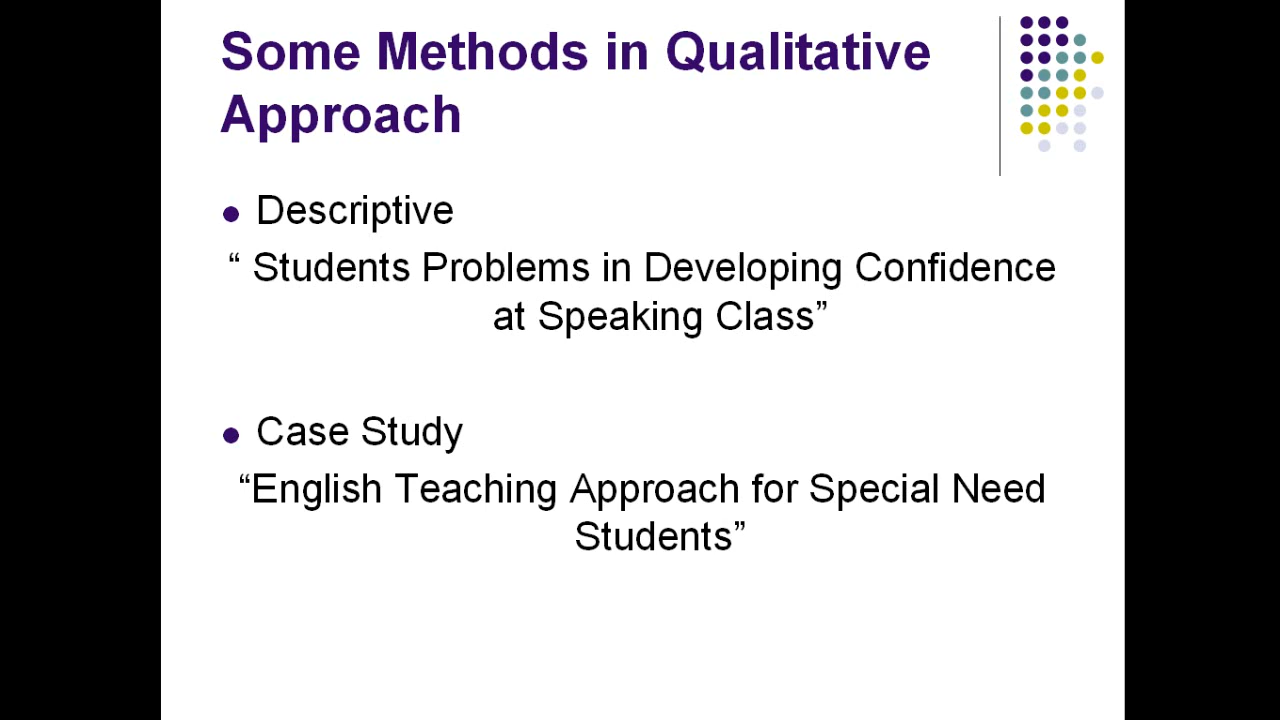 Some Methods in Qualitative
Approach
● Descriptive
“ Students Problems in Developing Confidence
at Speaking Class”
● Case Study
“English Teaching Approach for Special Need
Students”